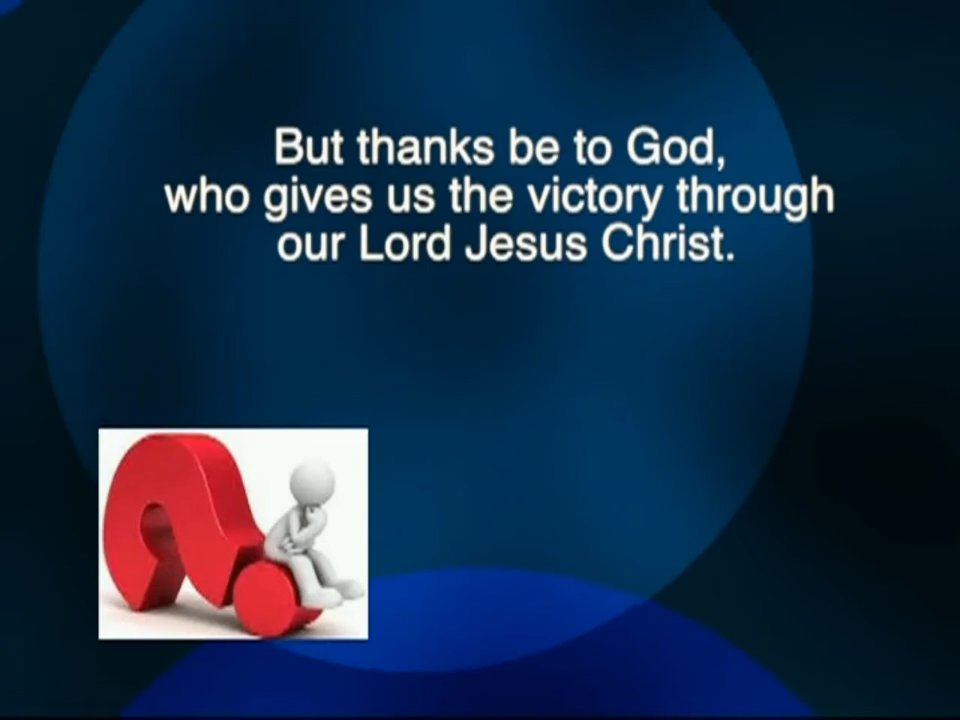 But thanks be to God,
who gives us the victory through
our Lord Jesus Christ.